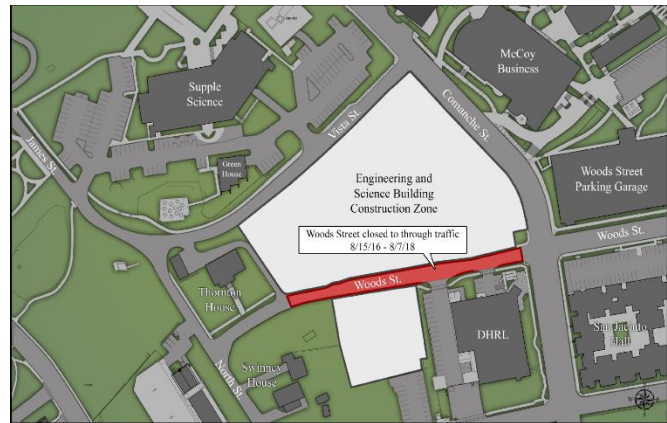 McCoy
Business
Supple
Science
Comanche St.
Vista St.
James St.
Green
House
Engineering and
Science Building
Construction Zone
Woods Street
Parking Garage
Woods Street closed to through traffic
8/15/16 - 8/7/18
Woods St.
Woods St.
Thornton
House
DHRL
San Jacinto
Hall
Swinney
House
North St.